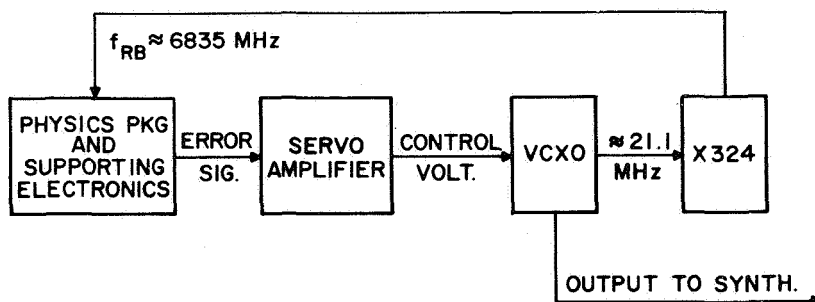 f_RB ≈ 6835 MHz
PHYSICS PKG
AND
SUPPORTING
ELECTRONICS
ERROR
SIG.
SERVO
AMPLIFIER
CONTROL
VOLT.
VCXO
≈21.1
MHz
X324
OUTPUT TO SYNTH.